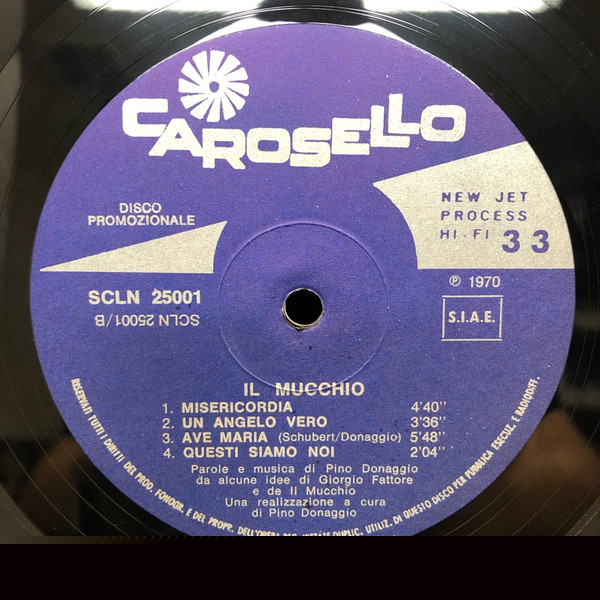 CAROSELLO
DISCO
PROMOZIONALE
NEW JET
PROCESS
HI-FI 33
SCLN 25001
SCLN 25001/B
℗ 1970
S.I.A.E.
IL MUCCHIO
1. MISERICORDIA 4'40''
2. UN ANGELO VERO 3'36''
3. AVE MARIA (Schubert/Donaggio) 5'48''
4. QUESTI SIAMO NOI 2'04''
Parole e musica di Pino Donaggio
da alcune idee di Giorgio Fattore
e de Il Mucchio
Una realizzazione a cura
di Pino Donaggio
RISERVATI TUTTI I DIRITTI DEL PROD. FONOGR. E DEL PROPR. DELL'OPERA DUPLIC. UTILIZ. DI QUESTO DISCO PER PUBBLICA ESECUZ. E RADIODIFF.